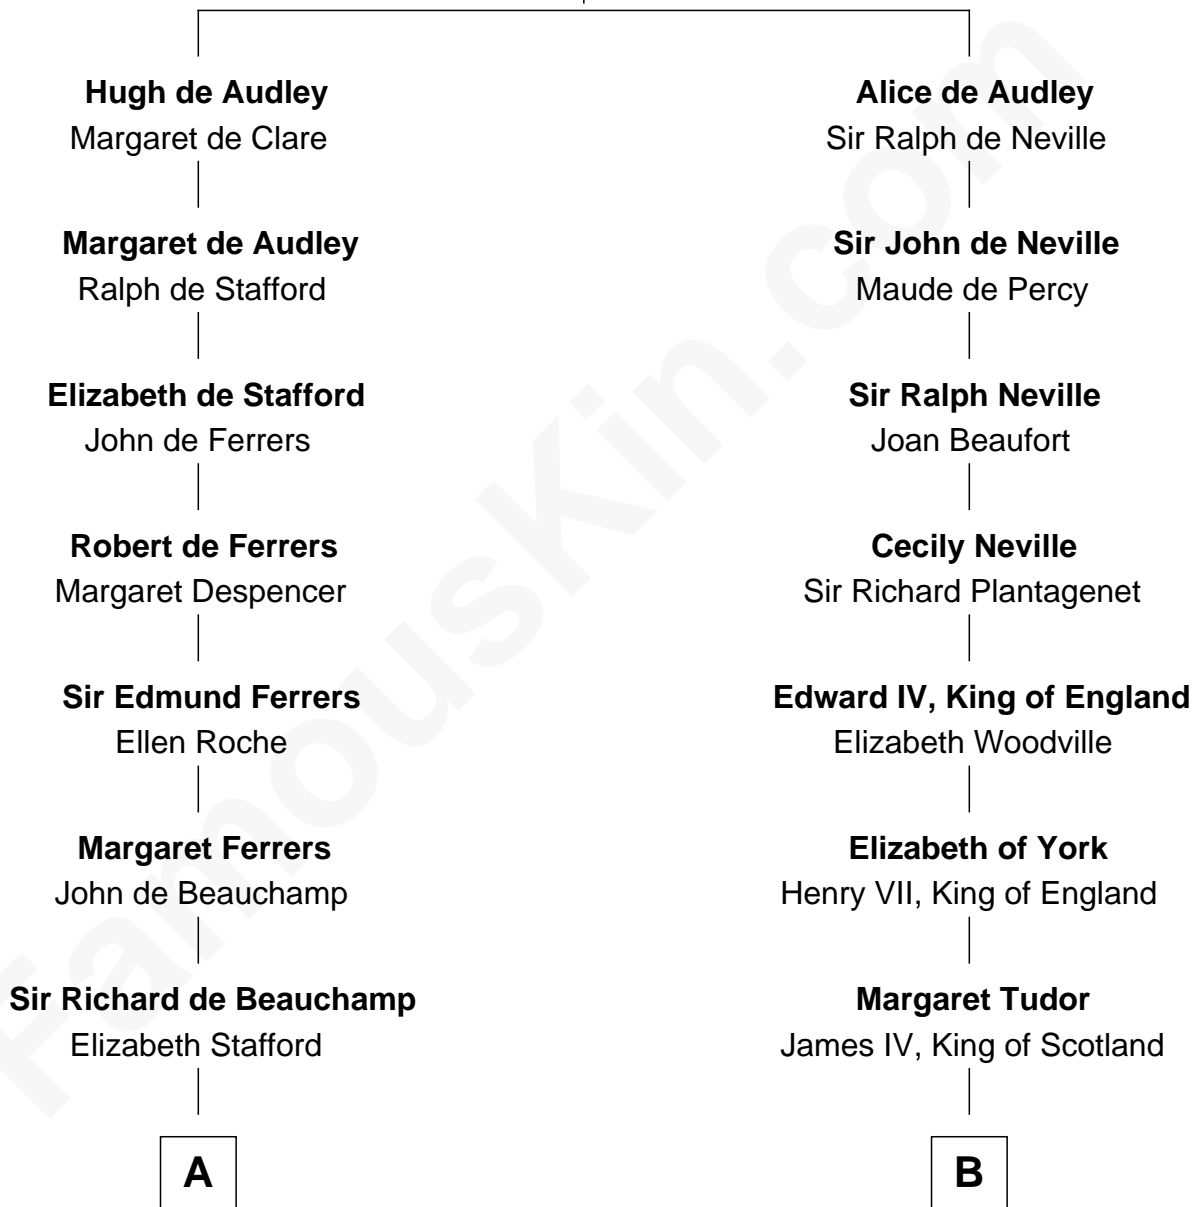 Hugh de Audley
Margaret de Clare
Margaret de Audley
Ralph de Stafford
Elizabeth de Stafford
John de Ferrers
Robert de Ferrers
Margaret Despencer
Sir Edmund Ferrers
Ellen Roche
Margaret Ferrers
John de Beauchamp
Sir Richard de Beauchamp
Elizabeth Stafford
A
Alice de Audley
Sir Ralph de Neville
Sir John de Neville
Maude de Percy
Sir Ralph Neville
Joan Beaufort
Cecily Neville
Sir Richard Plantagenet
Edward IV, King of England
Elizabeth Woodville
Elizabeth of York
Henry VII, King of England
Margaret Tudor
James IV, King of Scotland
B
FamousKin.com